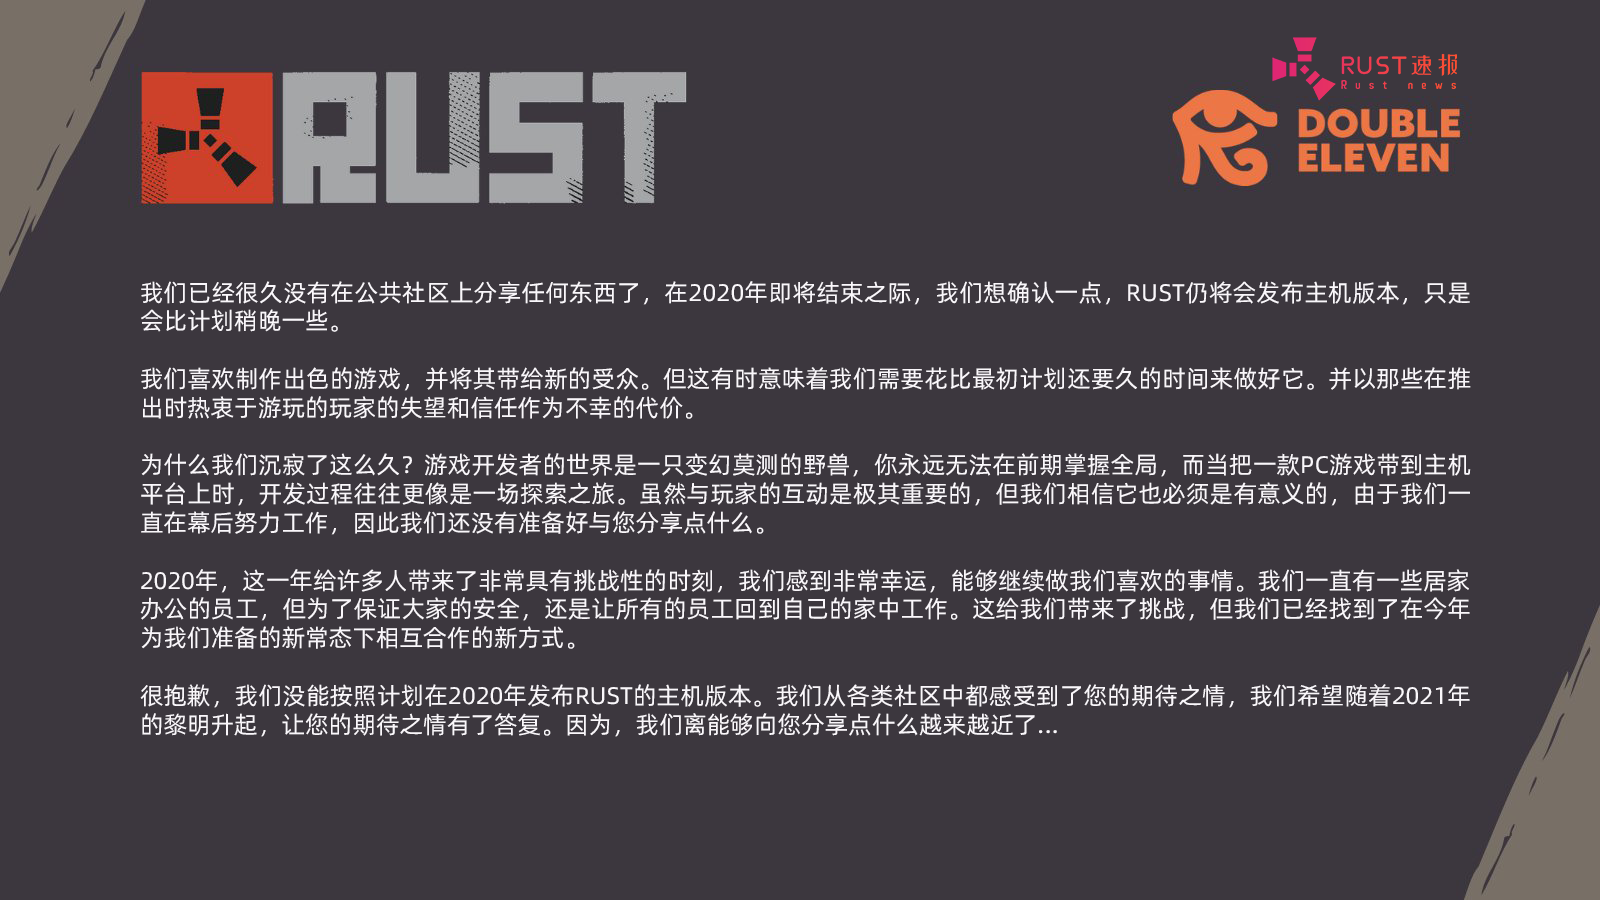 RUST
RUST速报
Rust news
DOUBLE
ELEVEN
我们已经很久没有在公共社区上分享任何东西了，在2020年即将结束之际，我们想确认一点，RUST仍将会发布主机版本，只是
会比计划稍晚一些。
我们喜欢制作出色的游戏，并将其带给新的受众。但这有时意味着我们需要花比最初计划还要久的时间来做好它。并以那些在推
出时热衷于游玩的玩家的失望和信任作为不幸的代价。
为什么我们沉寂了这么久？游戏开发者的世界是一只变幻莫测的野兽，你永远无法在前期掌握全局，而当把一款PC游戏带到主机
平台上时，开发过程往往更像是一场探索之旅。虽然与玩家的互动是极其重要的，但我们相信它也必须是有意义的，由于我们一
直在幕后努力工作，因此我们还没有准备好与您分享点什么。
2020年，这一年给许多人带来了非常具有挑战性的时刻，我们感到非常幸运，能够继续做我们喜欢的事情。我们一直有一些居家
办公的员工，但为了保证大家的安全，还是让所有的员工回到自己的家中工作。这给我们带来了挑战，但我们已经找到了在今年
为我们准备的新常态下相互合作的新方式。
很抱歉，我们没能按照计划在2020年发布RUST的主机版本。我们从各类社区中都感受到了您的期待之情，我们希望随着2021年
的黎明升起，让您的期待之情有了答复。因为，我们离能够向您分享点什么越来越近了...